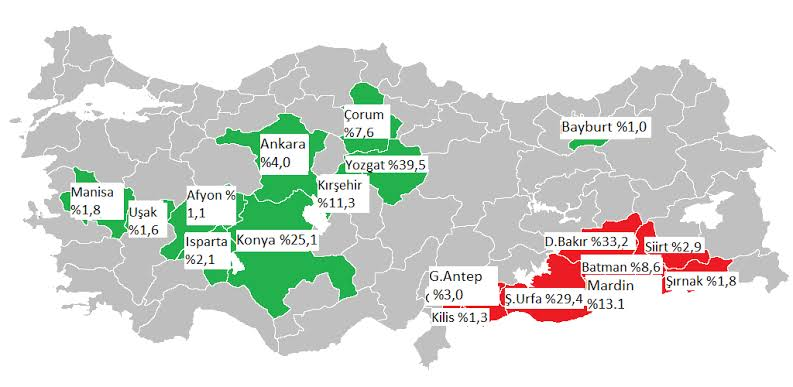 Çorum
%7,6
Bayburt %1,0
Ankara
%4,0
Yozgat %39,5
Kırşehir
%11,3
Manisa
%1,8
Uşak
%1,6
Afyon %
1,1
Isparta
%2,1
Konya %25,1
D.Bakır %33,2
Siirt %2,9
Batman %8,6
Şırnak %1,8
G.Antep
%3,0
Ş.Urfa %29,4
Mardin
%13.1
Kilis %1,3